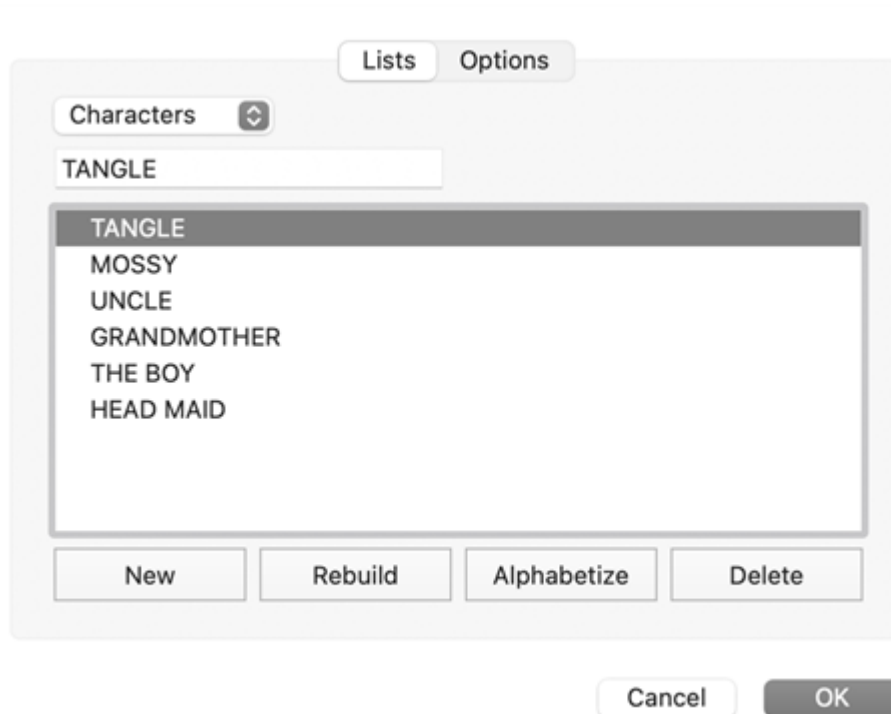 Lists Options
Characters
TANGLE
TANGLE
MOSSY
UNCLE
GRANDMOTHER
THE BOY
HEAD MAID
New Rebuild Alphabetize Delete
Cancel OK